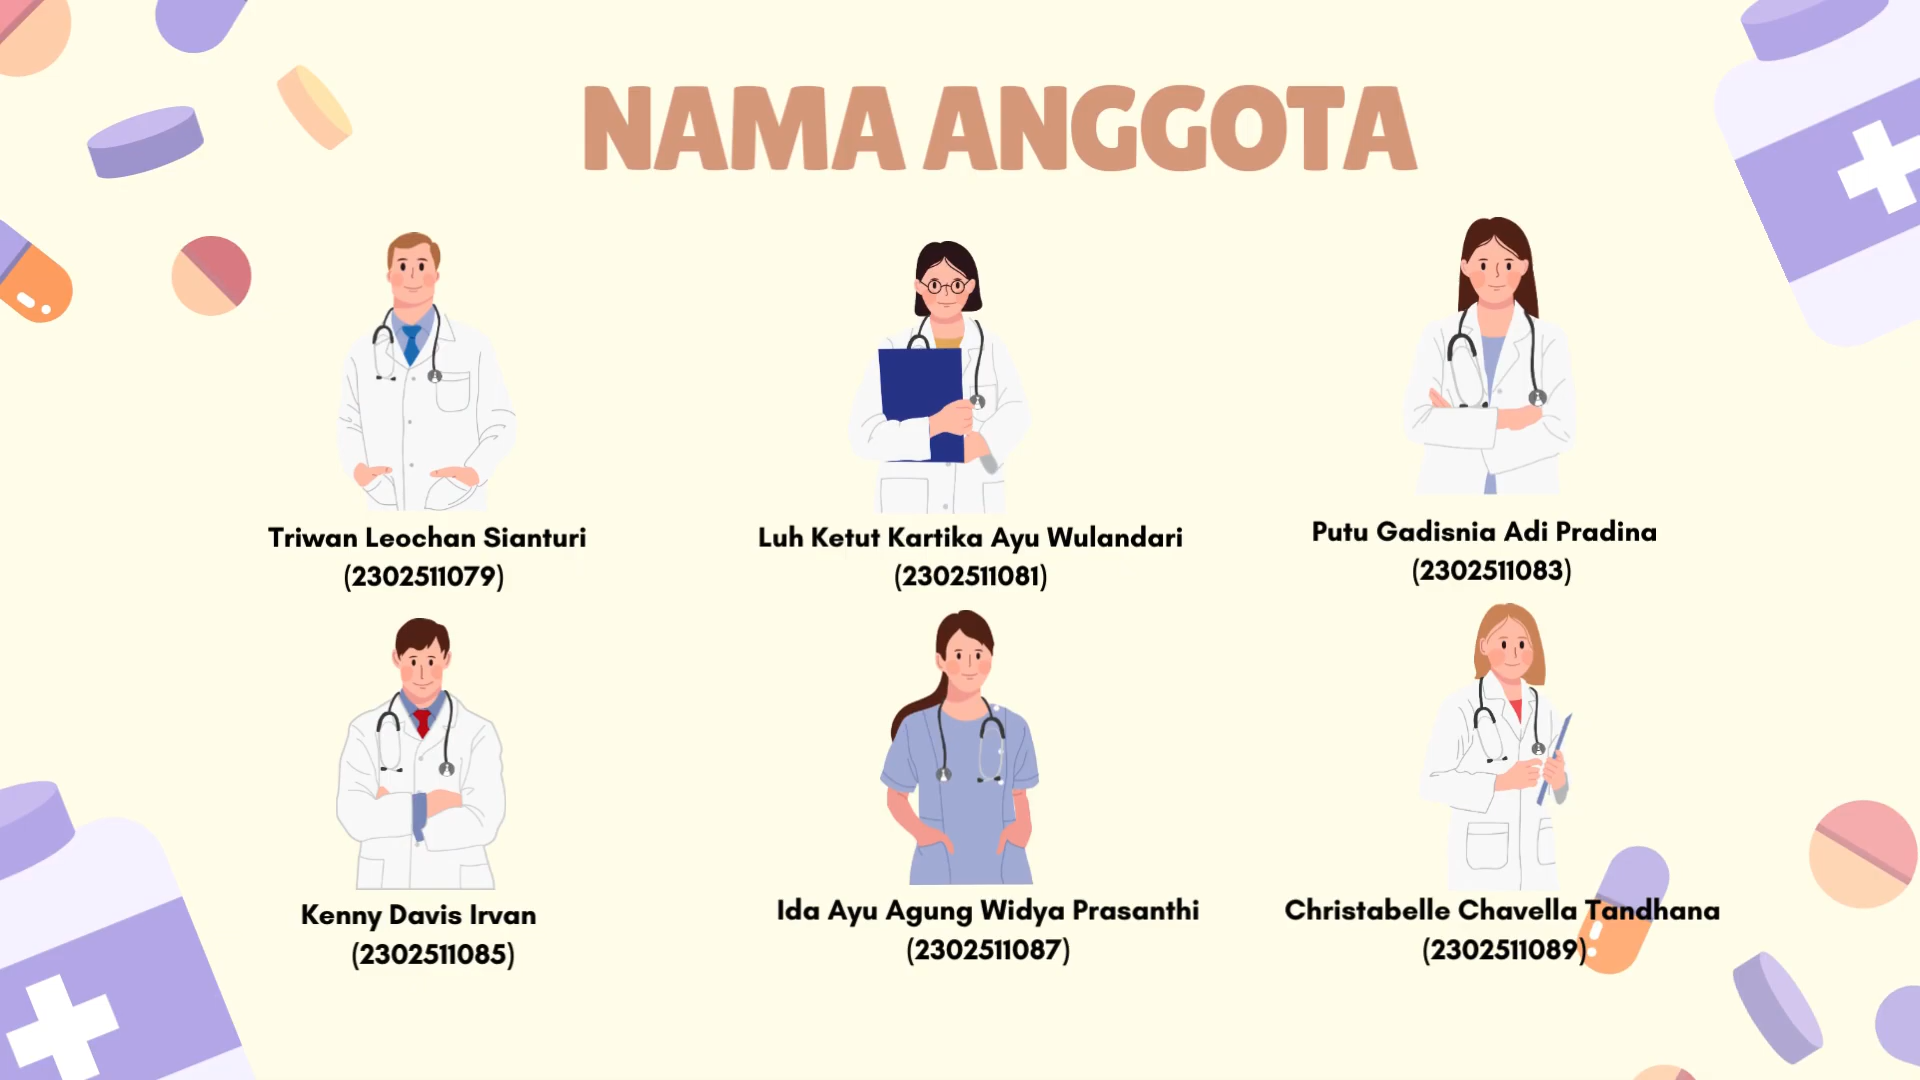 NAMA ANGGOTA
Triwan Leochan Sianturi
(2302511079)
Luh Ketut Kartika Ayu Wulandari
(2302511081)
Putu Gadisnia Adi Pradina
(2302511083)
Kenny Davis Irvan
(2302511085)
Ida Ayu Agung Widya Prasanthi
(2302511087)
Christabelle Chavella Tandhana
(2302511089)